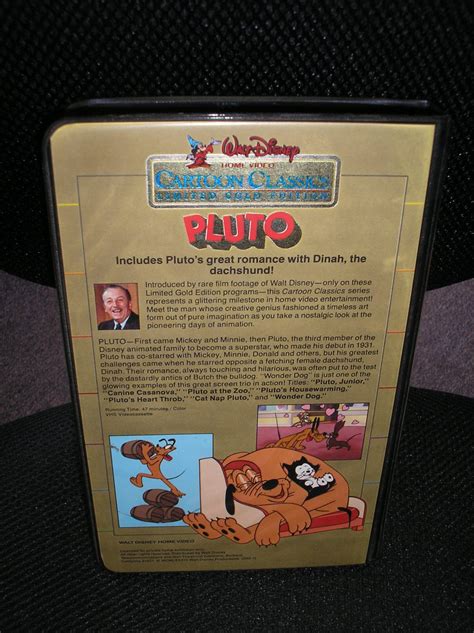 Walt Disney
HOME VIDEO
CARTOON CLASSICS
LIMITED GOLD EDITION
PLUTO
Includes Pluto's great romance with Dinah, the
dachshund!
Introduced by rare film footage of Walt Disney—only on these
Limited Gold Edition programs—this Cartoon Classics series
represents a glittering milestone in home video entertainment!
Meet the man whose creative genius fashioned a timeless art
form out of pure imagination as you take a nostalgic look at the
pioneering days of animation.
PLUTO—First came Mickey and Minnie, then Pluto, the third member of the
Disney animated family to become a superstar, who made his debut in 1931.
Pluto has co-starred with Mickey, Minnie, Donald and others, but his greatest
challenges came when he appeared opposite a fetching female dachshund,
Dinah. Their romance, always touching and hilarious, was often put to the test
by the dastardly antics of Butch the bulldog. "Wonder Dog" is just one of the
glowing examples of this great screen trio in action! Titles: "Pluto, Junior,"
"Canine Casanova," "Pluto at the Zoo," "Pluto's Housewarming,"
"Pluto's Heart Throb," "Cat Nap Pluto," and "Wonder Dog."
Running Time: 47 minutes / Color
VHS Videocassette
WALT DISNEY HOME VIDEO